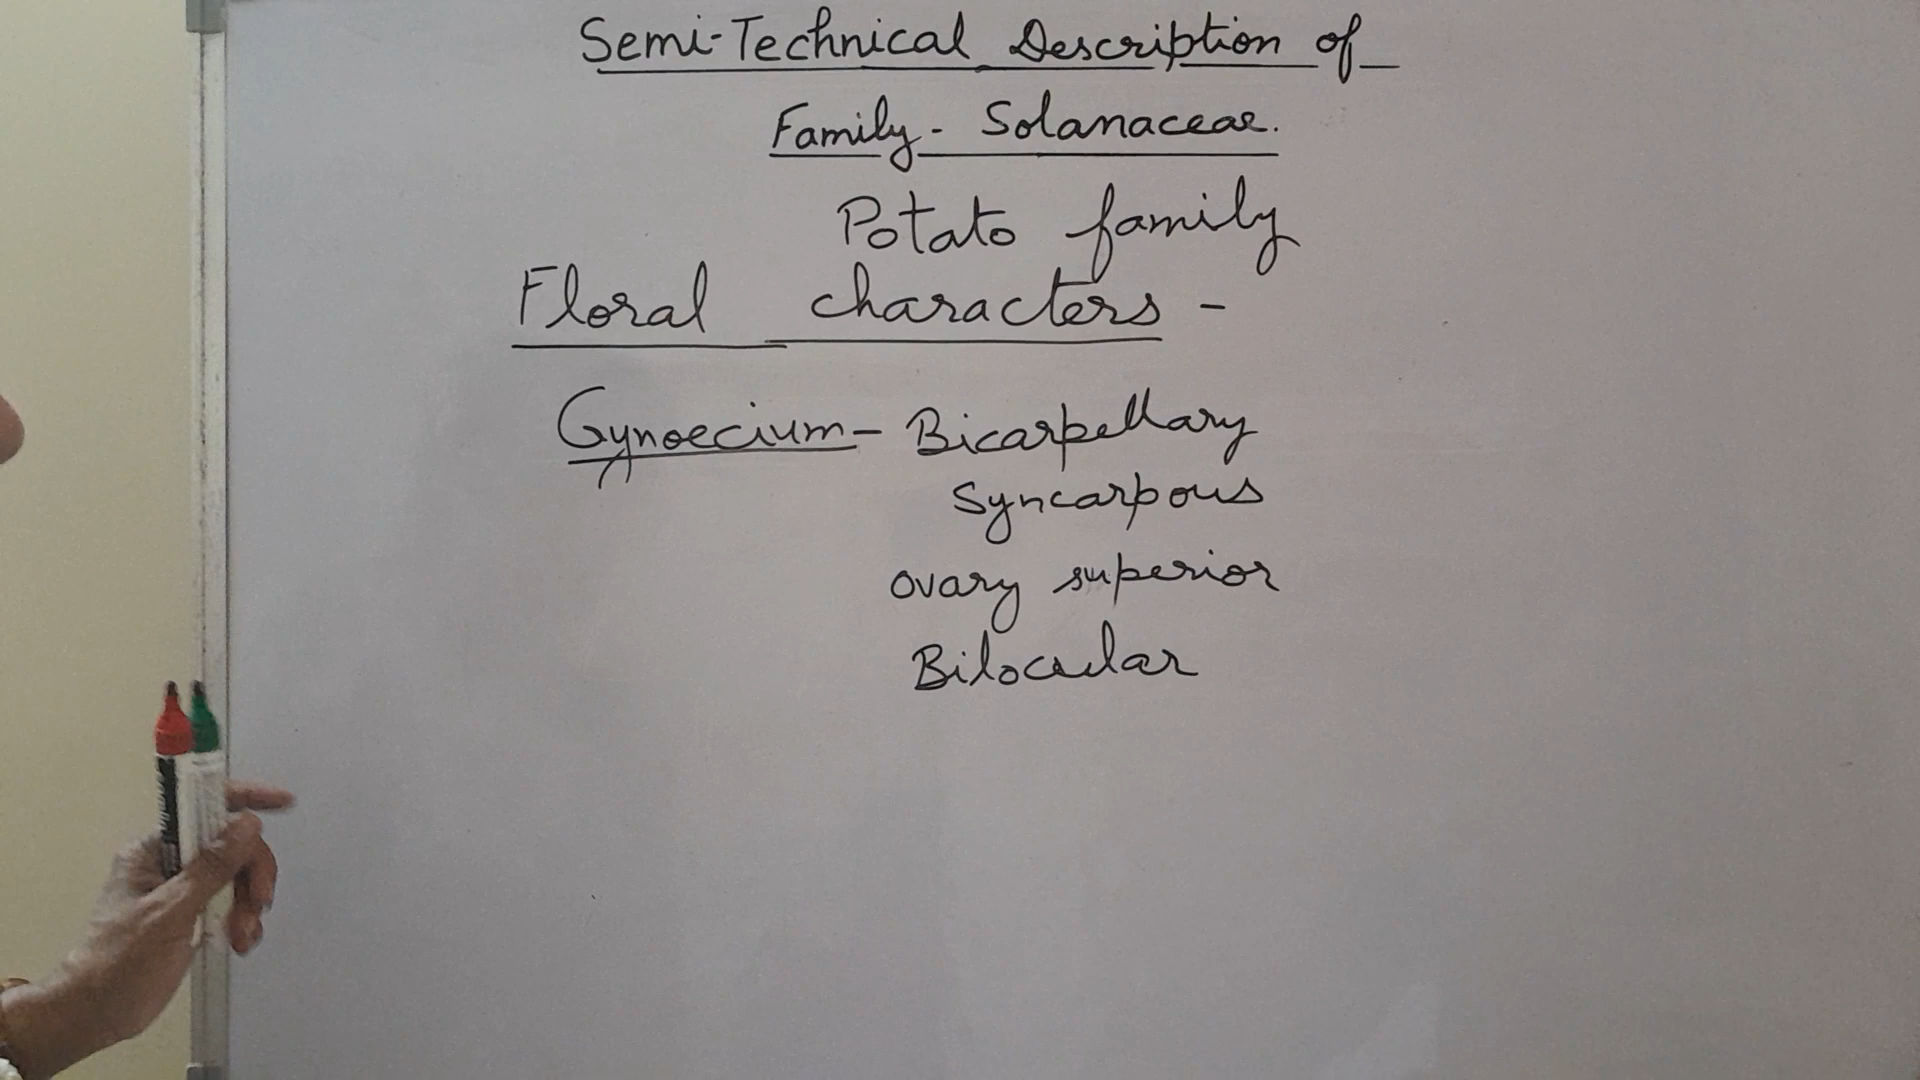 Semi-Technical Description of
Family - Solanaceae.
Potato family
Floral characters -
Gynoecium - Bicarpellary
Syncarpous
ovary superior
Bilocular